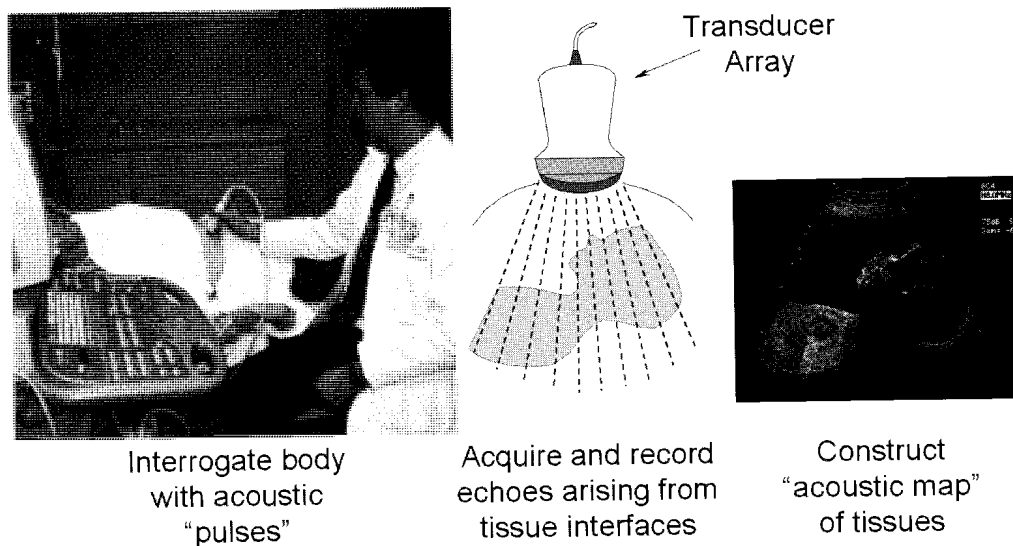 Transducer
Array
Interrogate body
with acoustic
“pulses”
Acquire and record
echoes arising from
tissue interfaces
Construct
“acoustic map”
of tissues